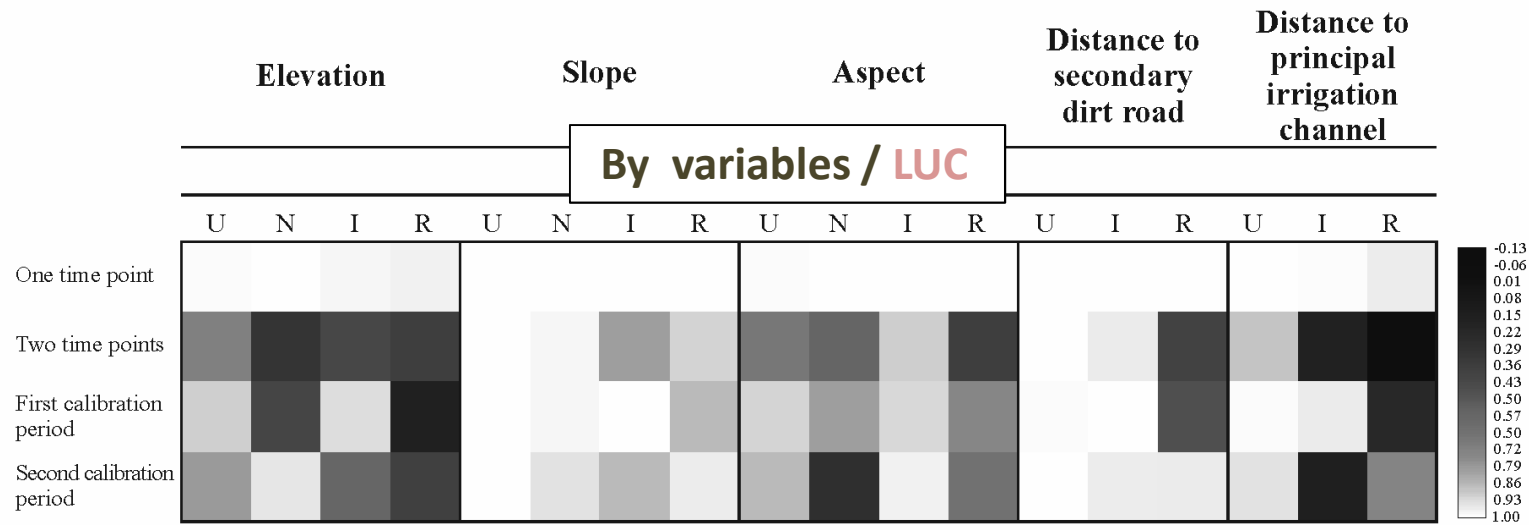 Elevation
Slope
Aspect
Distance to
secondary
dirt road
Distance to
principal
irrigation
channel
By variables / LUC
U N I R U N I R U N I R U I R U I R
One time point
Two time points
First calibration
period
Second calibration
period
-0.13
-0.06
0.01
0.08
0.15
0.22
0.29
0.36
0.43
0.50
0.57
0.50
0.72
0.79
0.86
0.93
1.00